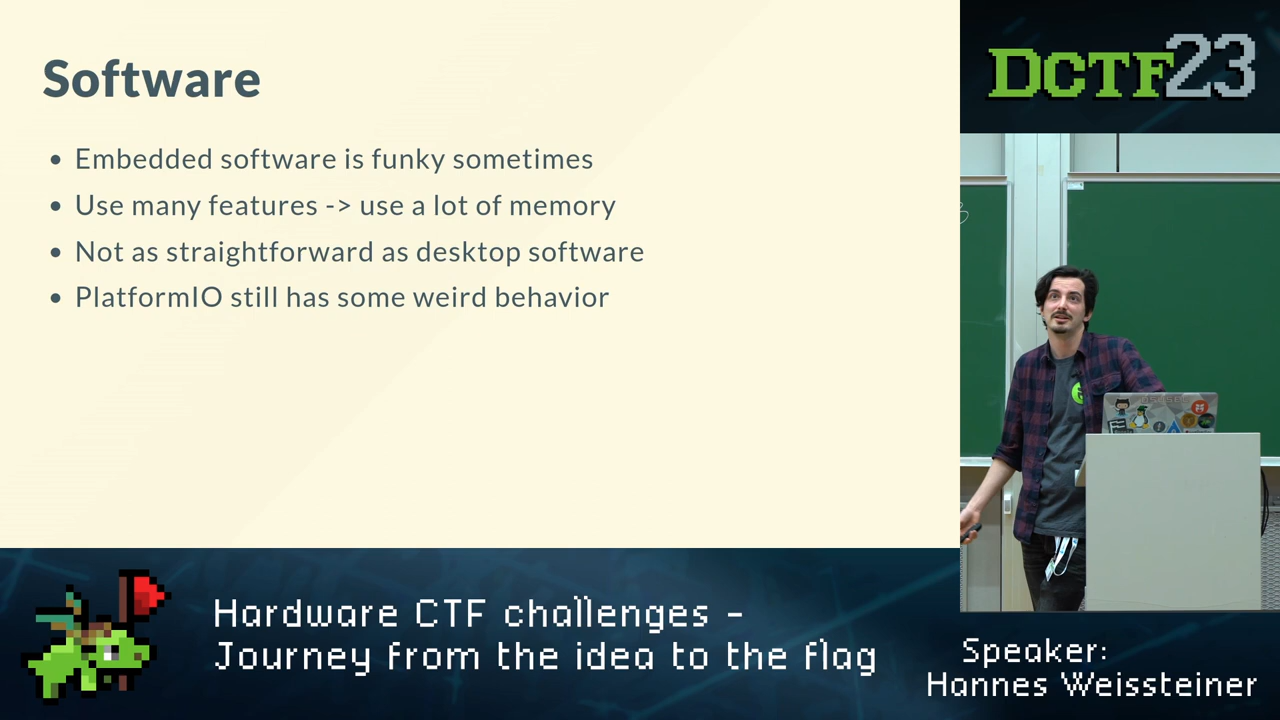 Software
Embedded software is funky sometimes
Use many features -> use a lot of memory
Not as straightforward as desktop software
PlatformIO still has some weird behavior
DCTF23
Hardware CTF challenges -
Journey from the idea to the flag
Speaker:
Hannes Weissteiner